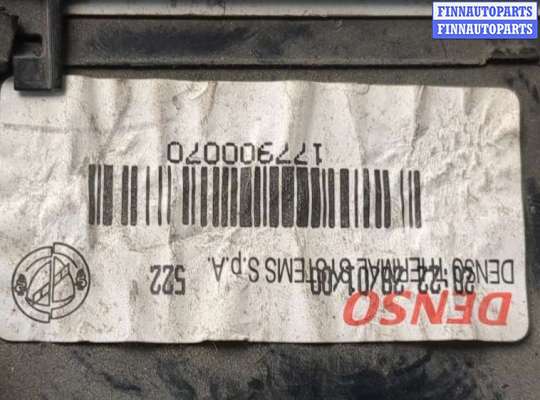 FINNAUTOPARTS
FINNAUTOPARTS
DENSO
DENSO THERMAL SYSTEMS S.p.A.
522
177900070